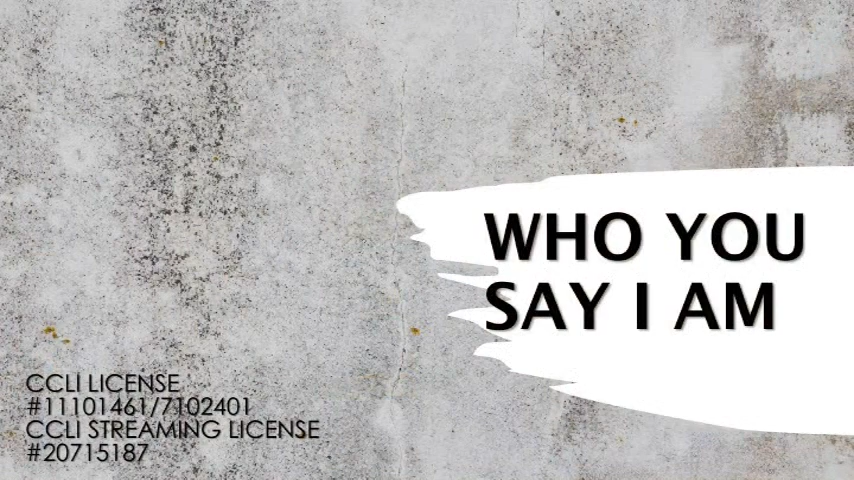 WHO YOU
SAY I AM
CCLI LICENSE
#11101461/7102401
CCLI STREAMING LICENSE
#20715187